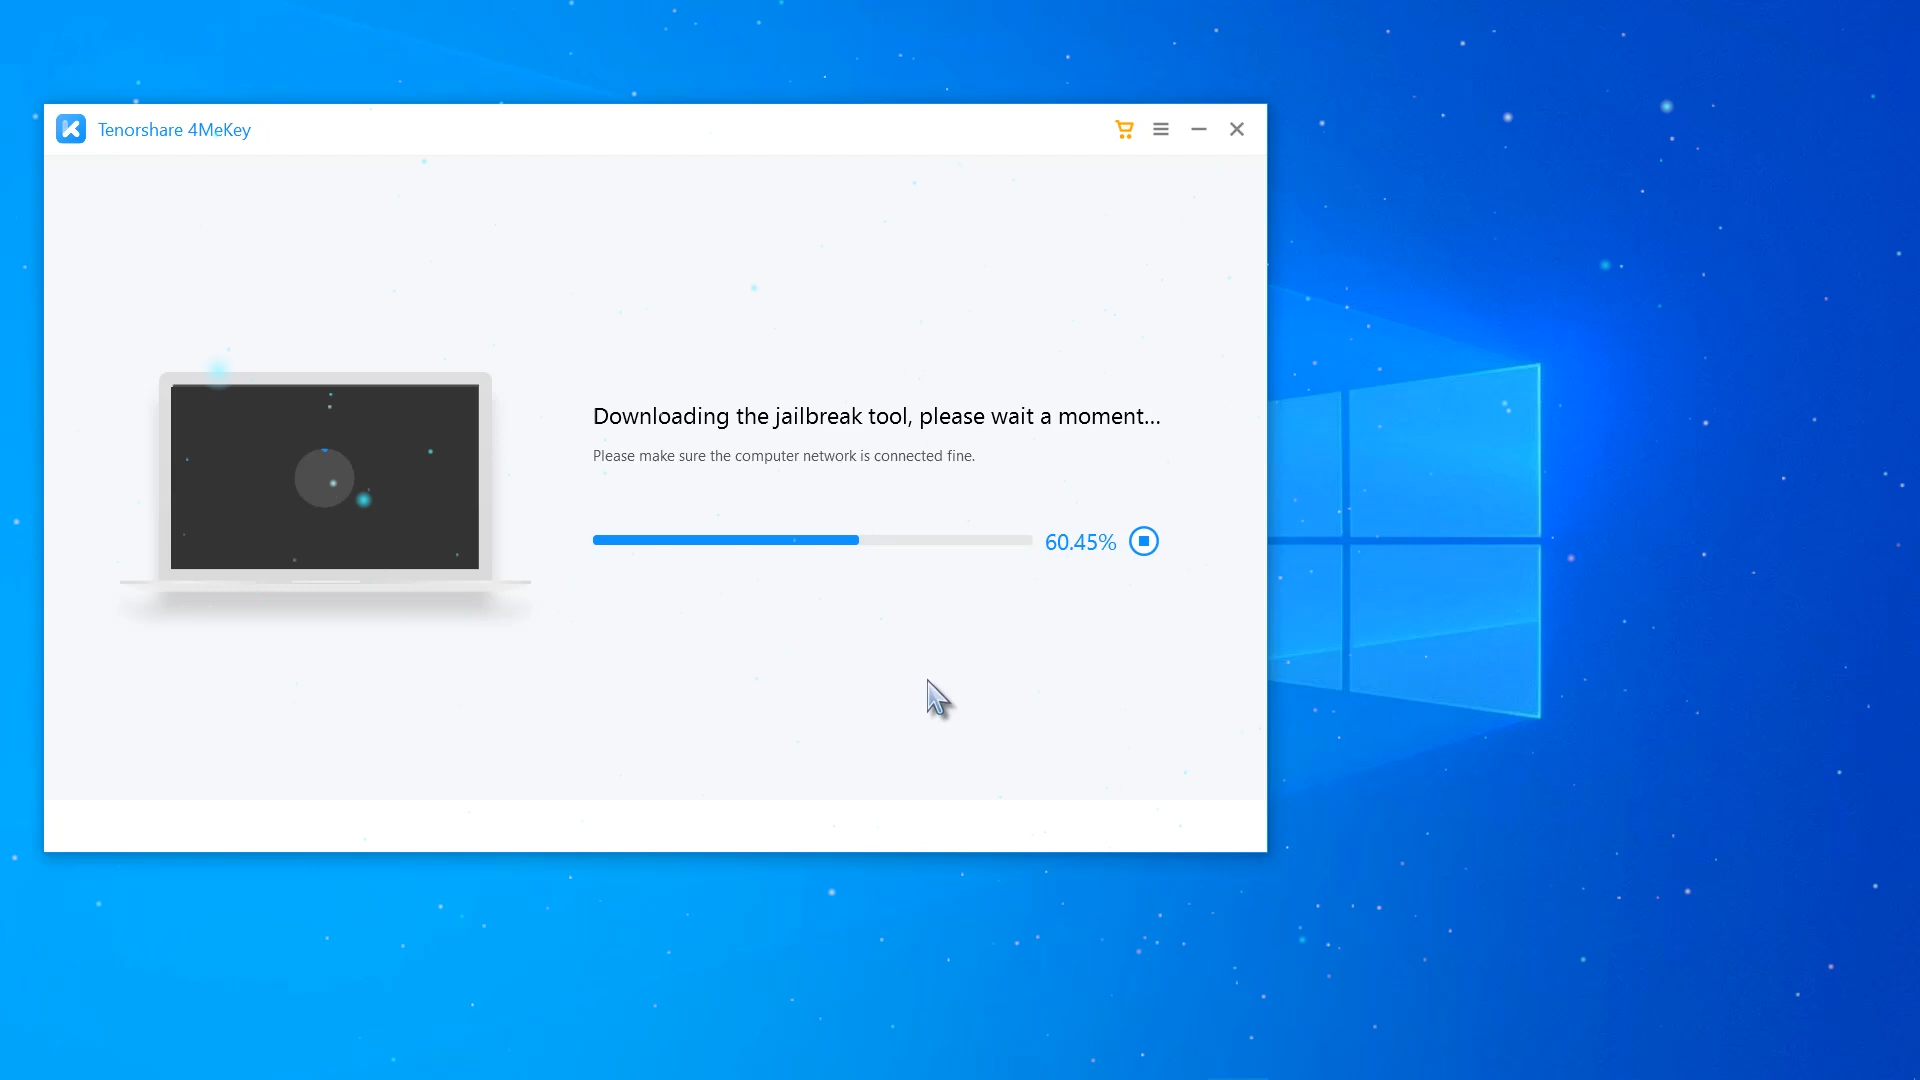 Tenorshare 4MeKey
Downloading the jailbreak tool, please wait a moment...
Please make sure the computer network is connected fine.
60.45%